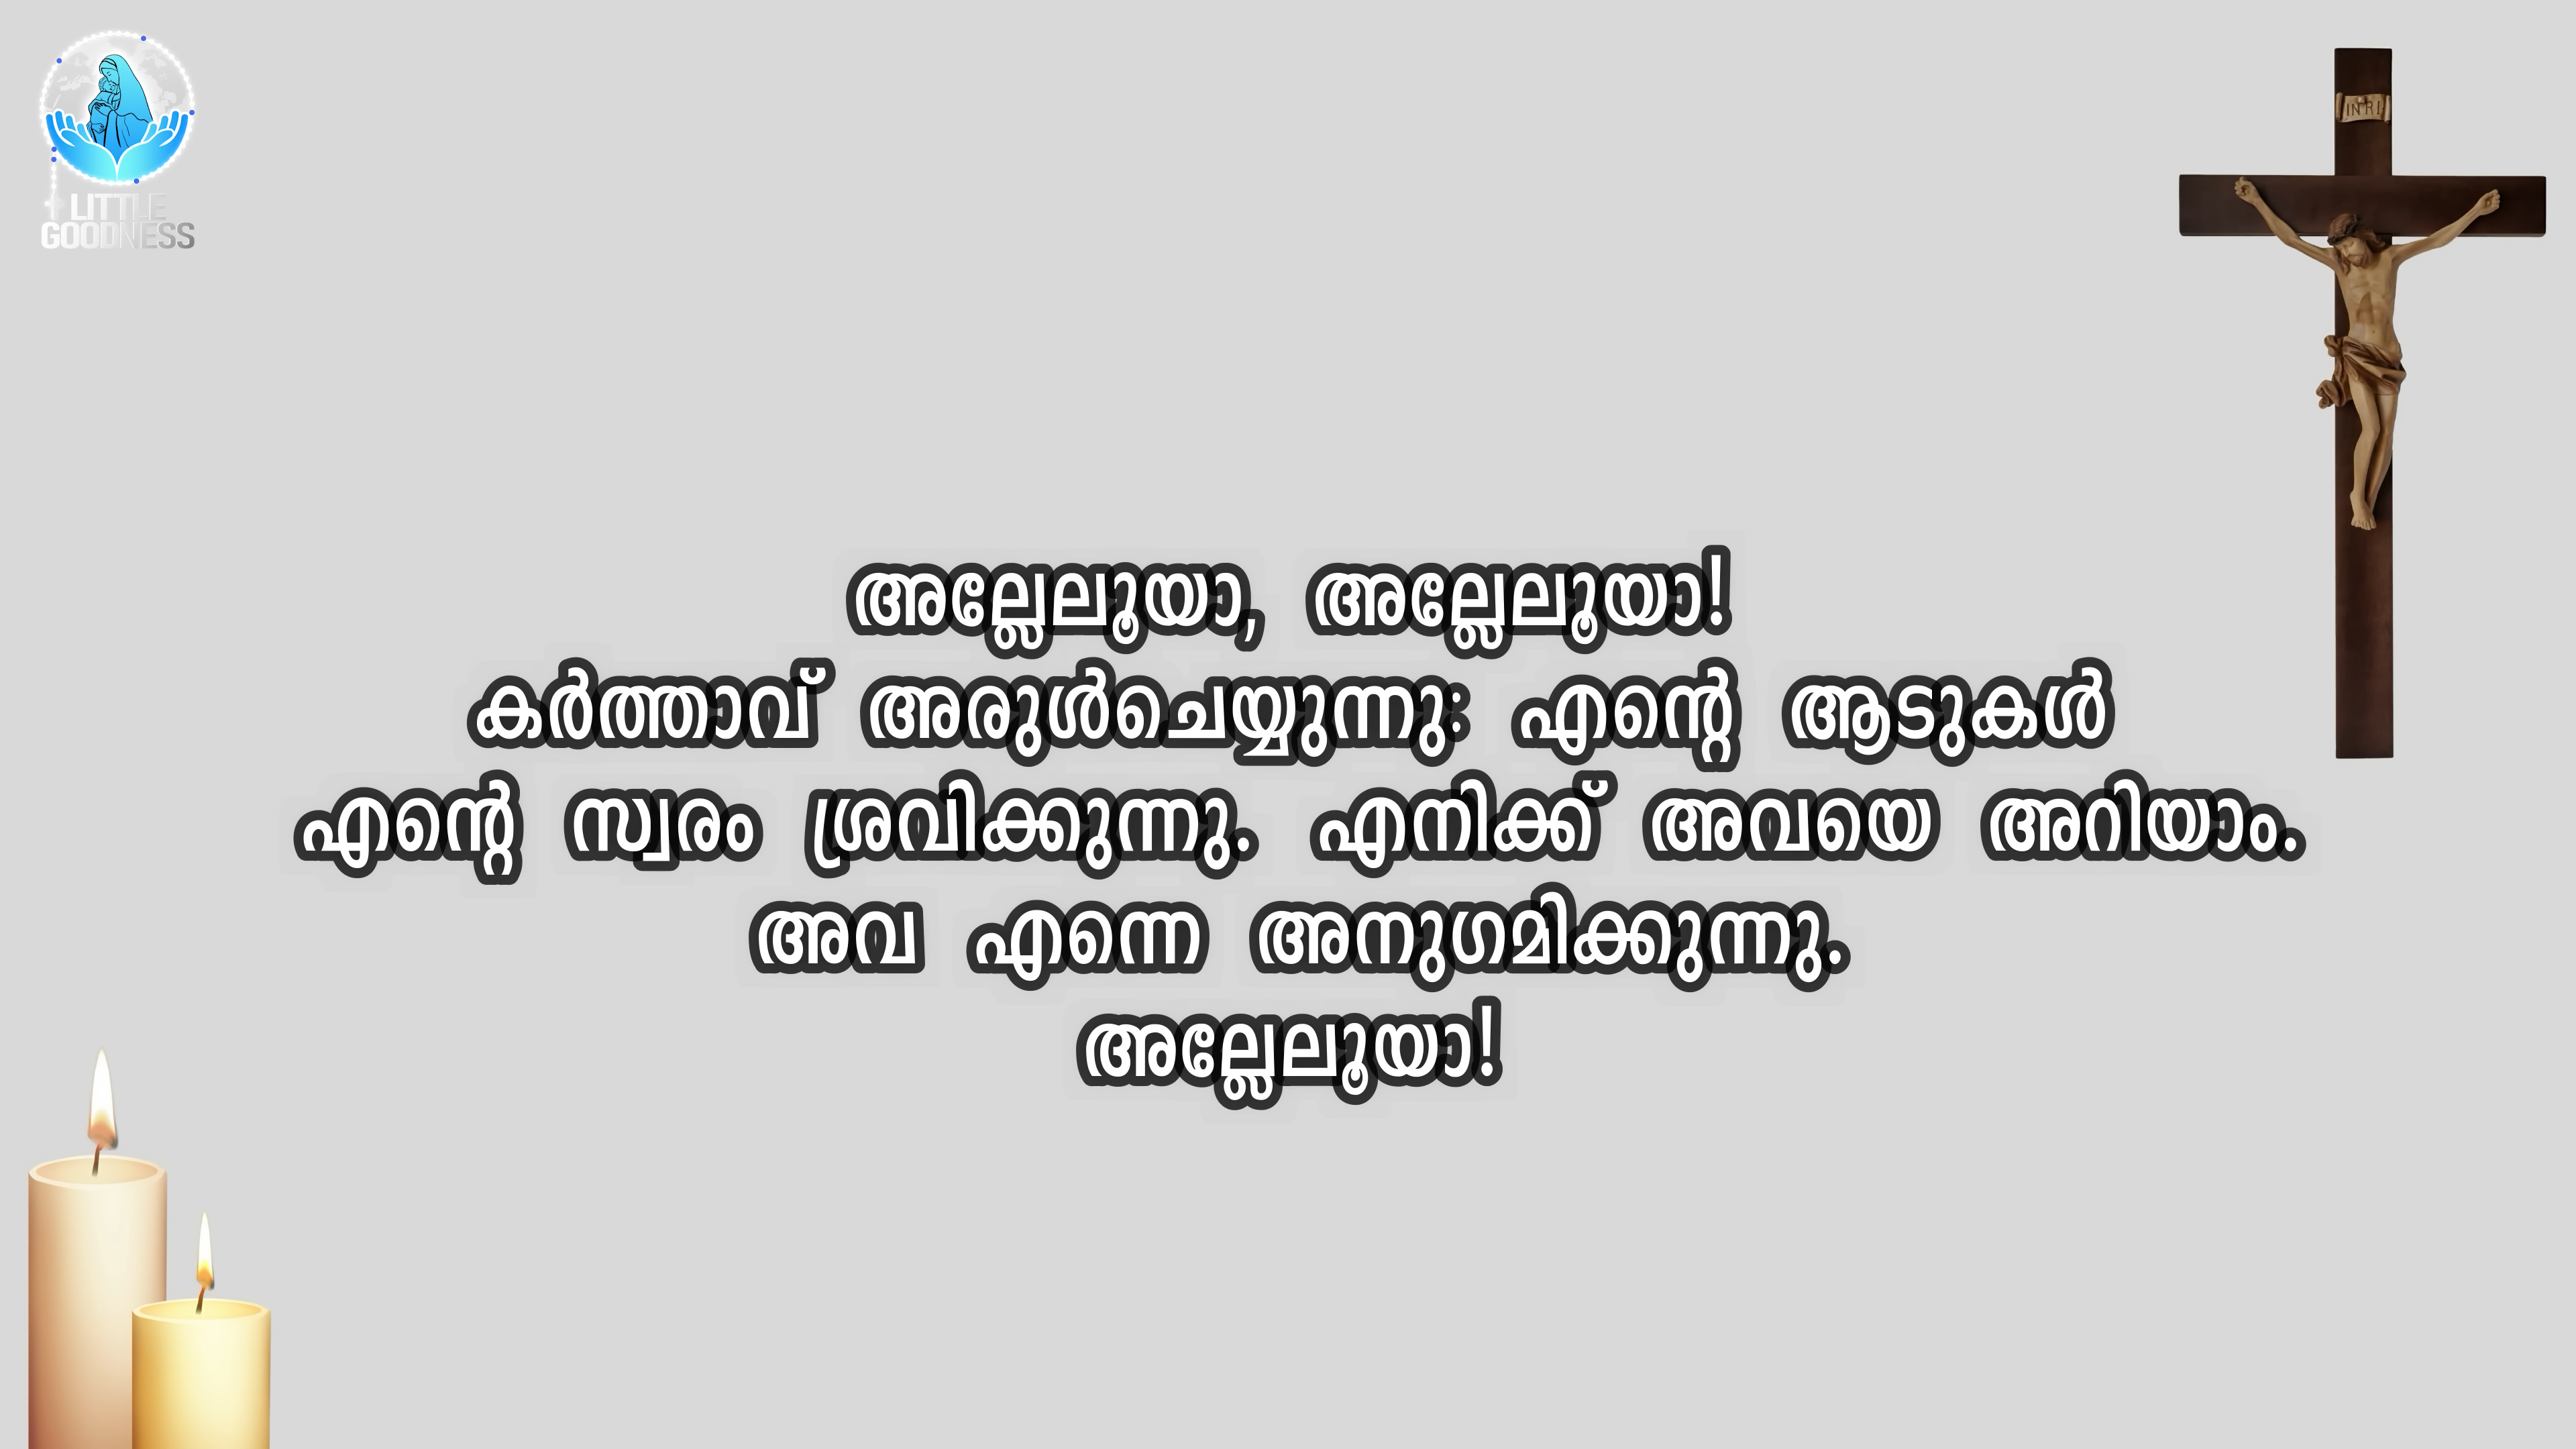 LITTLE
GOODNESS
INRI
അല്ലേലൂയാ, അല്ലേലൂയാ!
കർത്താവ് അരുൾചെയ്യുന്നു: എന്റെ ആടുകൾ
എന്റെ സ്വരം ശ്രവിക്കുന്നു. എനിക്ക് അവയെ അറിയാം.
അവ എന്നെ അനുഗമിക്കുന്നു.
അല്ലേലൂയാ!